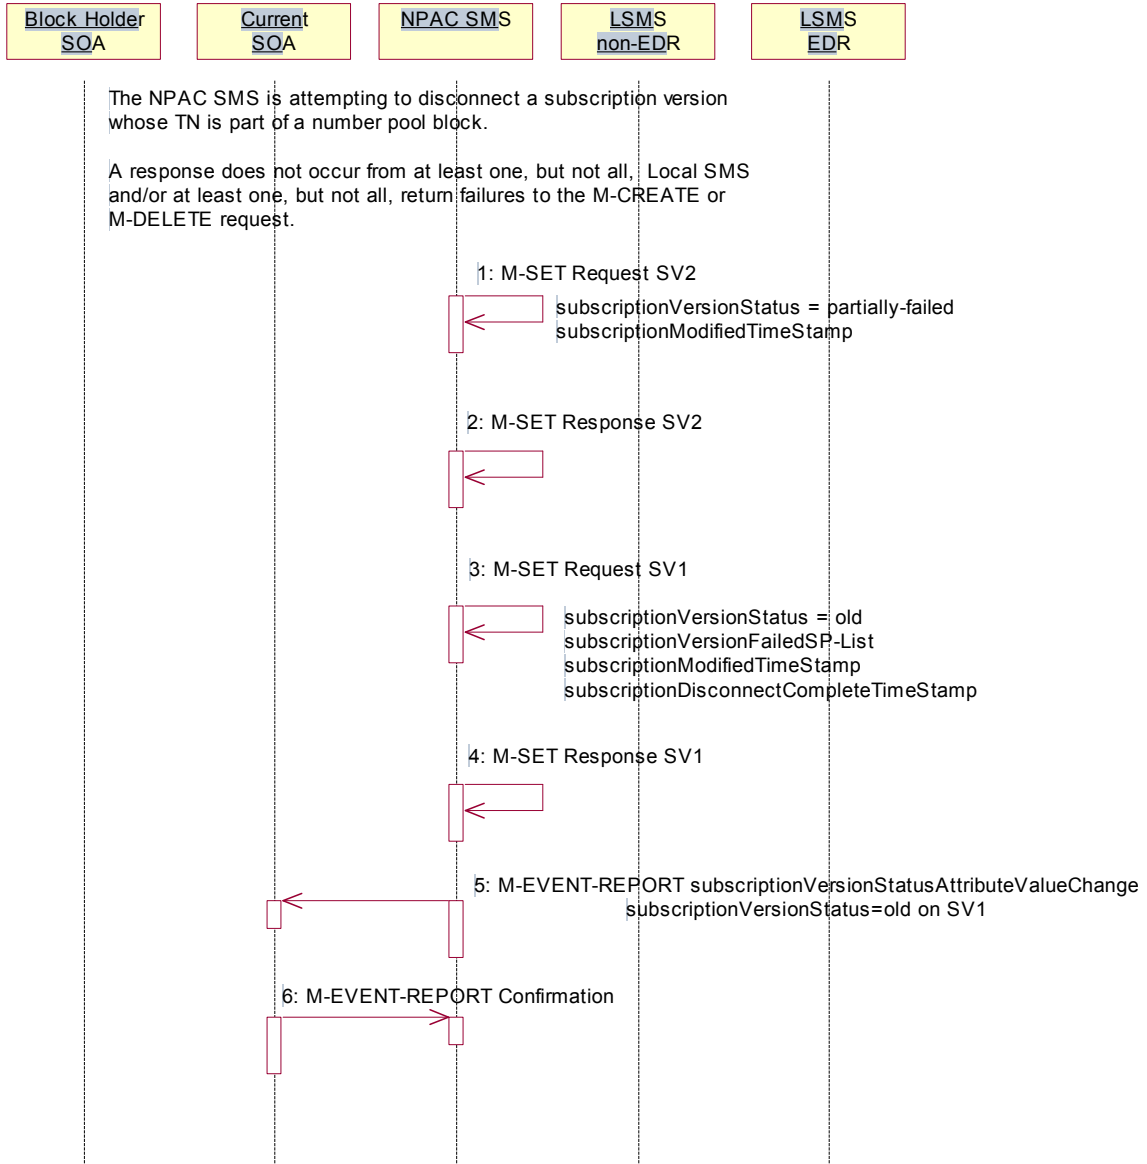 Block Holder
SOA
Current
SOA
NPAC SMS
LSMS
non-EDR
LSMS
EDR
The NPAC SMS is attempting to disconnect a subscription version
whose TN is part of a number pool block.
A response does not occur from at least one, but not all, Local SMS
and/or at least one, but not all, return failures to the M-CREATE or
M-DELETE request.
1: M-SET Request SV2
subscriptionVersionStatus = partially-failed
subscriptionModifiedTimeStamp
2: M-SET Response SV2
3: M-SET Request SV1
subscriptionVersionStatus = old
subscriptionVersionFailedSP-List
subscriptionModifiedTimeStamp
subscriptionDisconnectCompleteTimeStamp
4: M-SET Response SV1
5: M-EVENT-REPORT subscriptionVersionStatusAttributeValueChange
subscriptionVersionStatus=old on SV1
6: M-EVENT-REPORT Confirmation